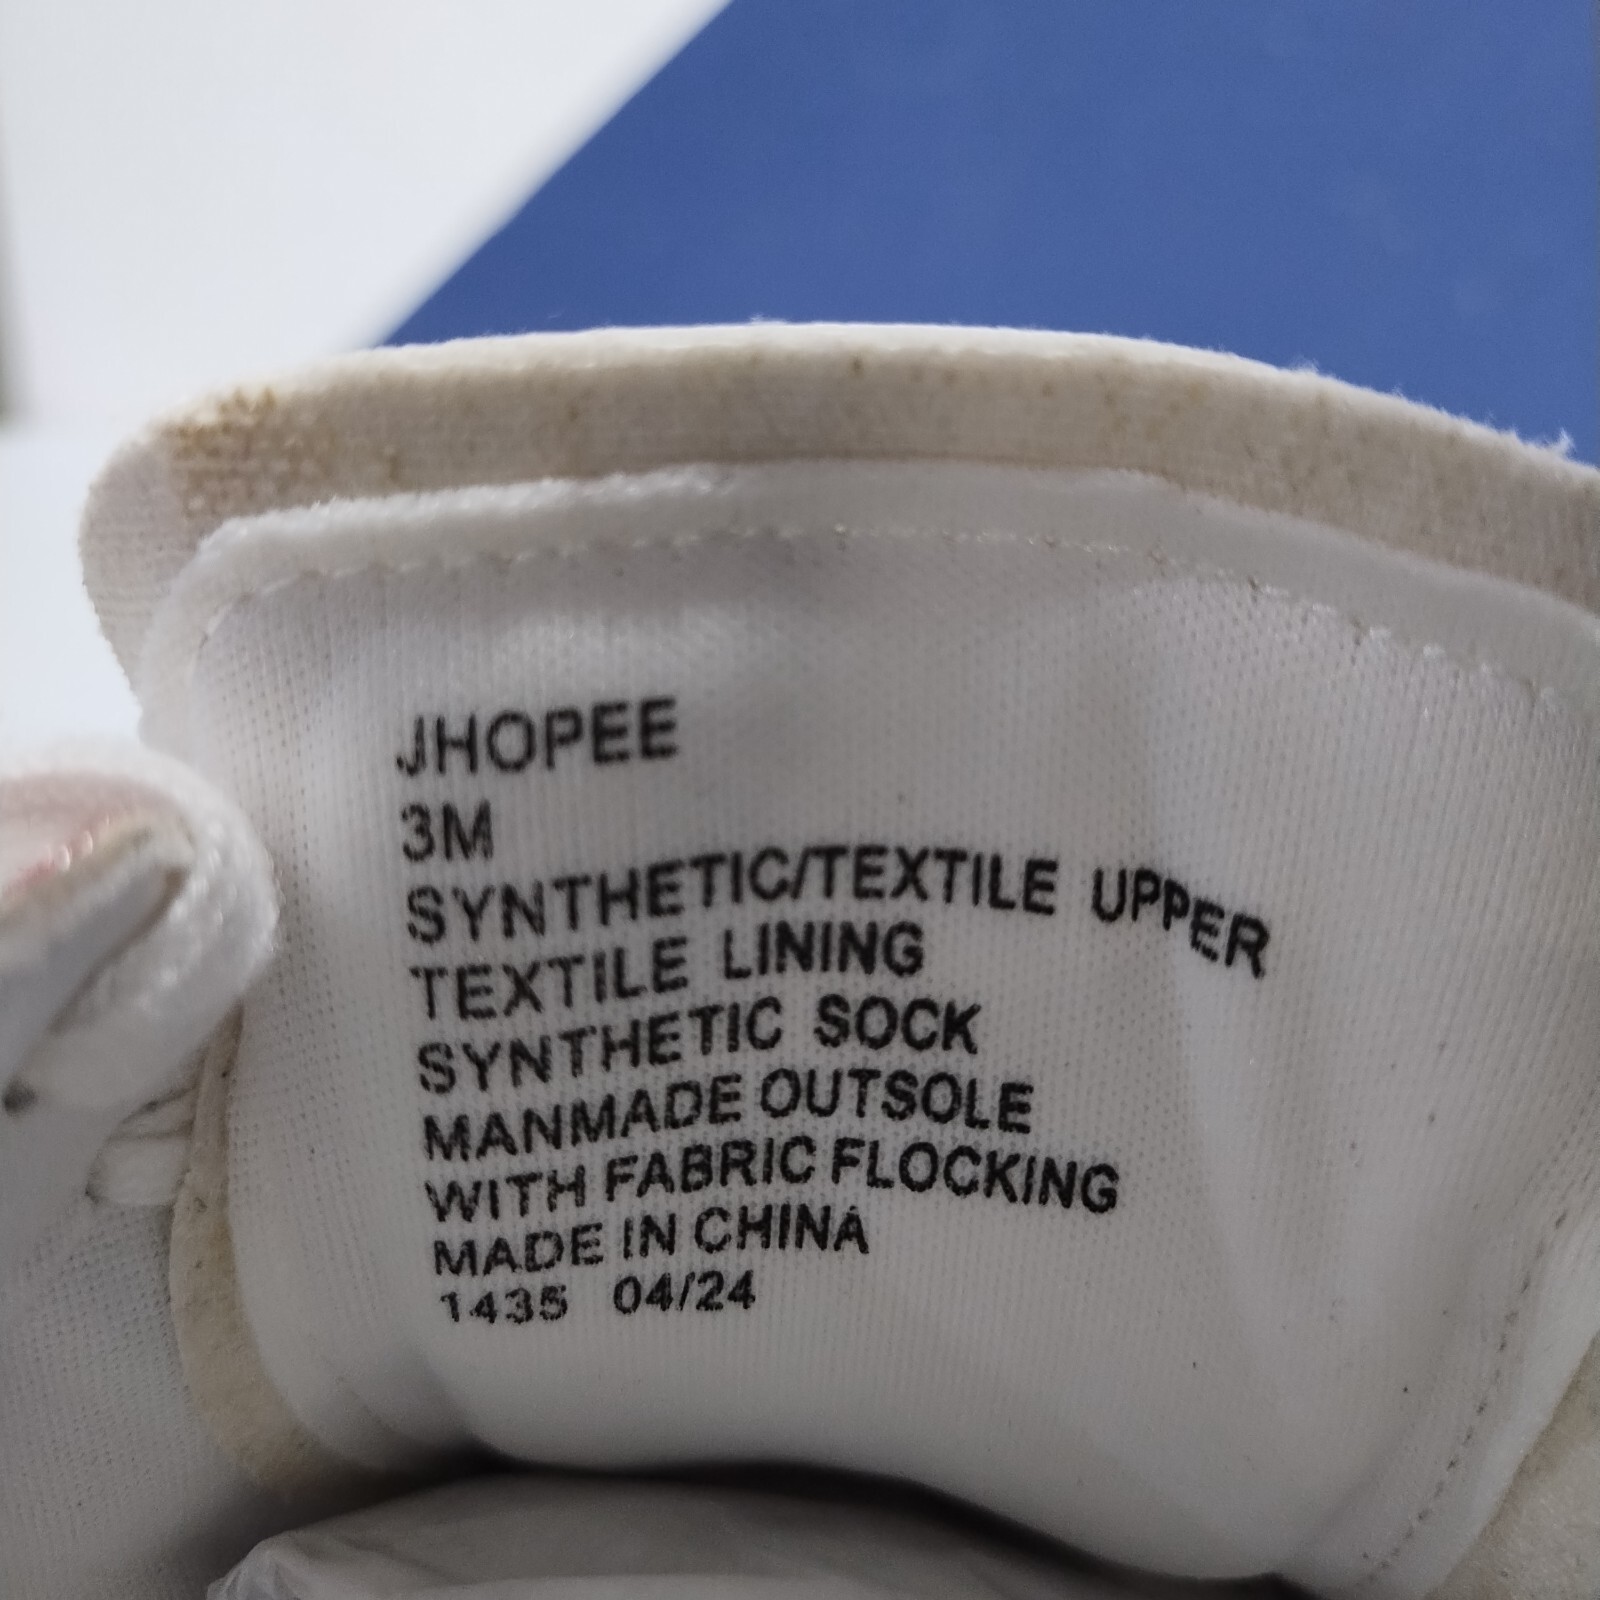 JHOPEE
3M
SYNTHETIC/TEXTILE UPPER
TEXTILE LINING
SYNTHETIC SOCK
MANMADE OUTSOLE
WITH FABRIC FLOCKING
MADE IN CHINA
1435 04/24